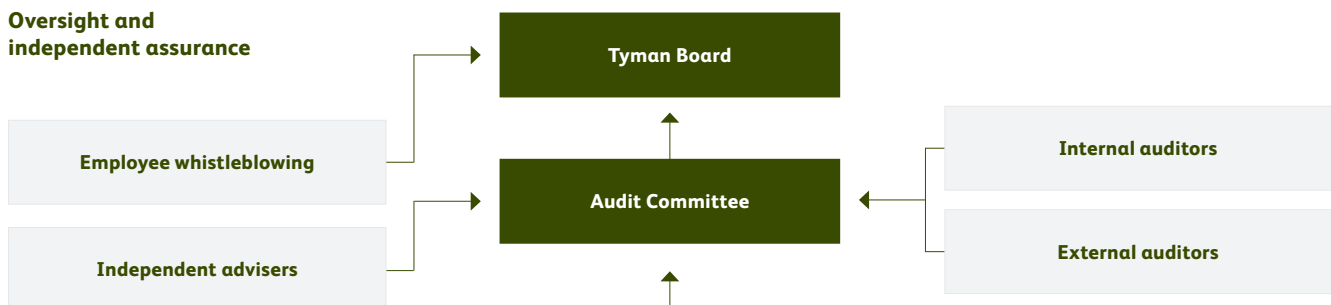 Oversight and
independent assurance
Tyman Board
Employee whistleblowing
Internal auditors
Audit Committee
Independent advisers
External auditors